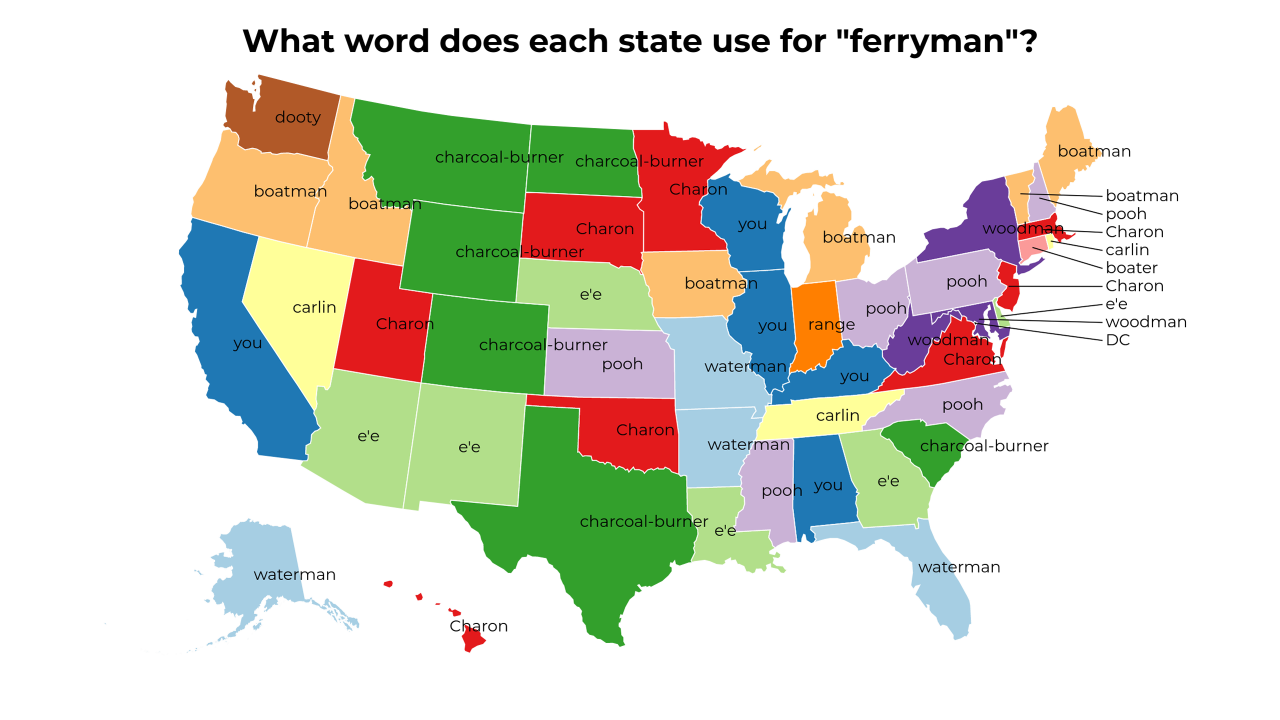 What word does each state use for "ferryman"?
dooty
charcoal-burner
charcoal-burner
boatman
boatman
boatman
Charon
boatman
boatman
pooh
Charon
carlin
boater
Charon
e'e
woodman
DC
woodman
you
Charon
boatman
charcoal-burner
boatman
pooh
e'e
carlin
Charon
you
range
pooh
you
charcoal-burner
pooh
woodman
Charon
waterman
you
pooh
carlin
e'e
e'e
Charon
waterman
charcoal-burner
pooh
you
e'e
charcoal-burner
e'e
waterman
waterman
Charon